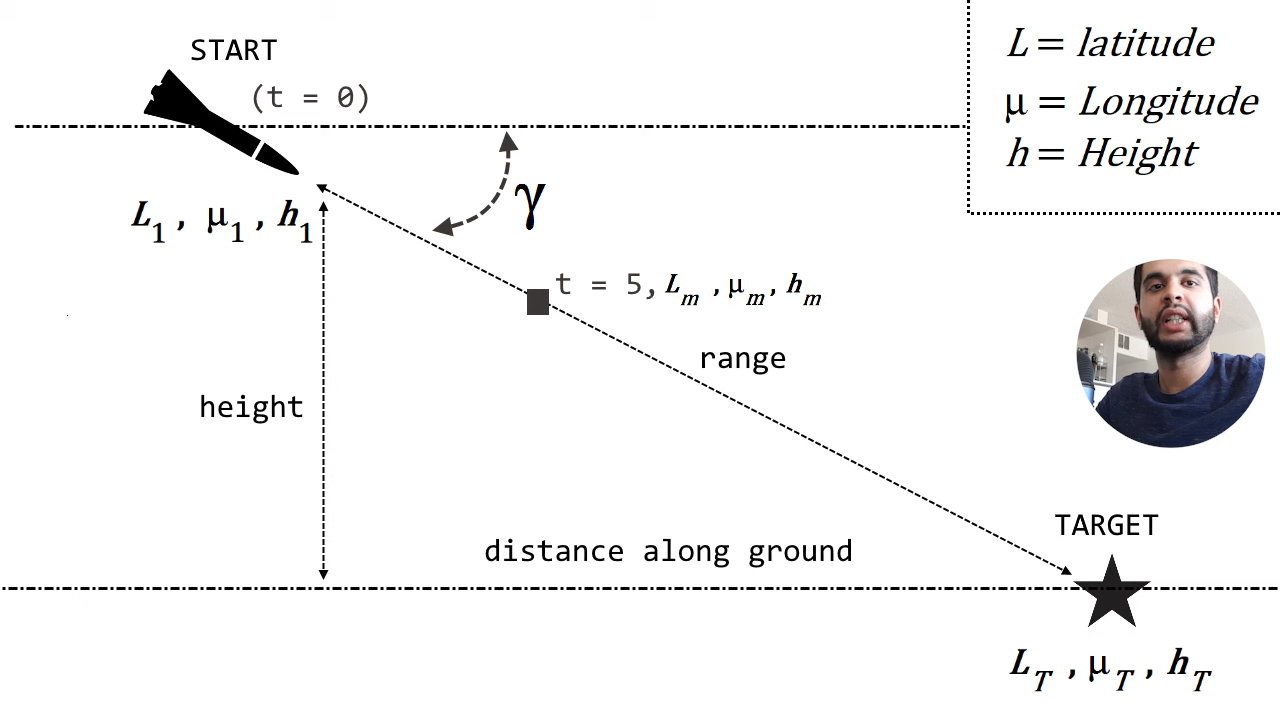 START
(t = 0)
L = latitude
μ = Longitude
h = Height
γ
L1 , μ1 , h1
t = 5, Lm , μm , hm
range
height
TARGET
distance along ground
LT , μT , hT